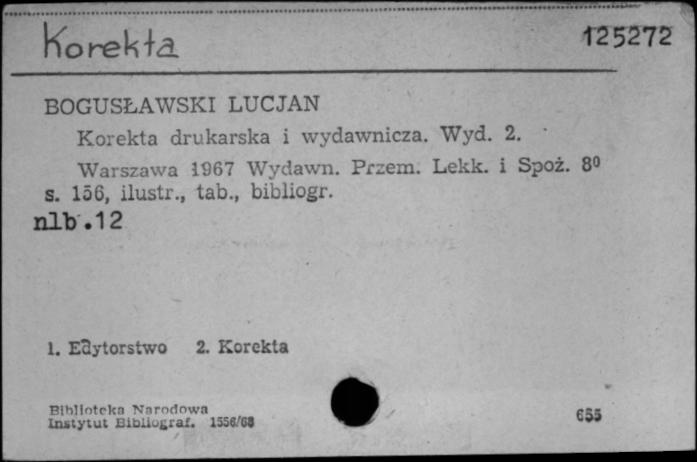 Korekta 125272
BOGUSŁAWSKI LUCJAN
Korekta drukarska i wydawnicza. Wyd. 2.
Warszawa 1967 Wydawn. Przem. Lekk. i Spoż. 8⁰
s. 156, ilustr., tab., bibliogr.
nlb.12
1. Edytorstwo 2. Korekta
Biblioteka Narodowa
Instytut Bibliograf. 1556/68 655